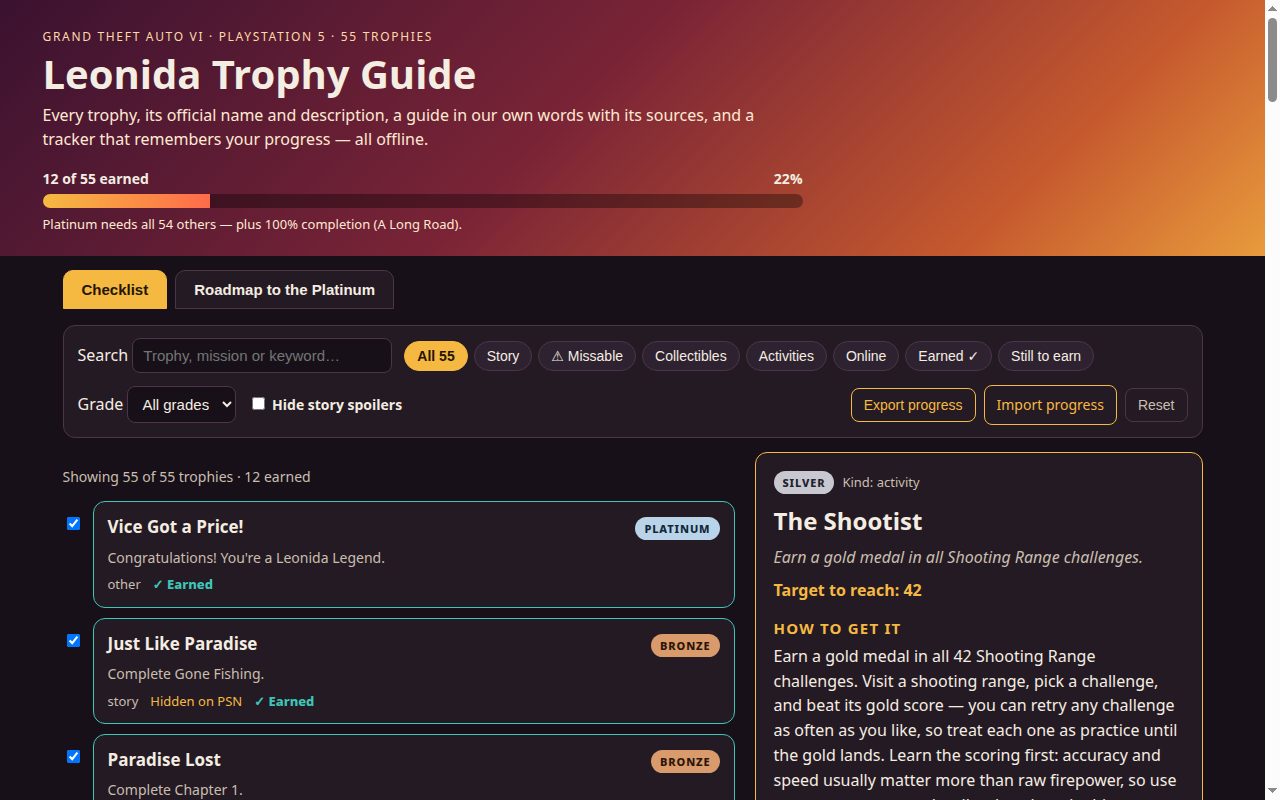 GRAND THEFT AUTO VI · PLAYSTATION 5 · 55 TROPHIES
Leonida Trophy Guide
Every trophy, its official name and description, a guide in our own words with its sources, and a
tracker that remembers your progress — all offline.
12 of 55 earned
22%
Platinum needs all 54 others — plus 100% completion (A Long Road).
Checklist
Roadmap to the Platinum
Search
Trophy, mission or keyword…
All 55
Story
⚠ Missable
Collectibles
Activities
Online
Earned ✓
Still to earn
Grade
All grades
Hide story spoilers
Export progress
Import progress
Reset
Showing 55 of 55 trophies · 12 earned
Vice Got a Price!
PLATINUM
Congratulations! You're a Leonida Legend.
other ✓ Earned
Just Like Paradise
BRONZE
Complete Gone Fishing.
story Hidden on PSN ✓ Earned
Paradise Lost
BRONZE
Complete Chapter 1.
SILVER
Kind: activity
The Shootist
Earn a gold medal in all Shooting Range challenges.
Target to reach: 42
HOW TO GET IT
Earn a gold medal in all 42 Shooting Range
challenges. Visit a shooting range, pick a challenge,
and beat its gold score — you can retry any challenge
as often as you like, so treat each one as practice until
the gold lands. Learn the scoring first: accuracy and
speed usually matter more than raw firepower, so use